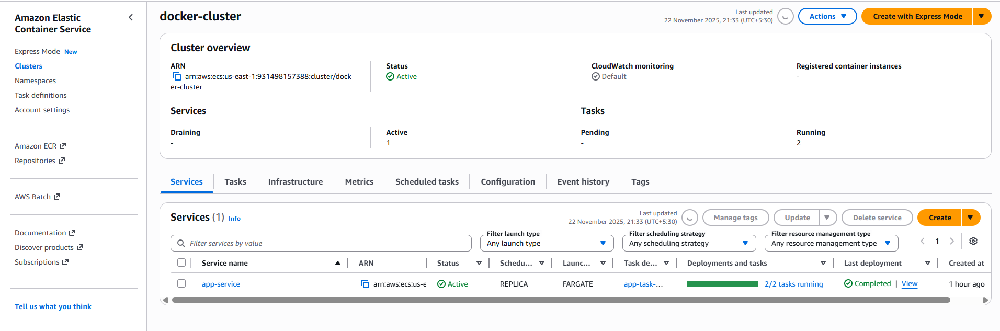 Amazon Elastic
Container Service
Express Mode New
Clusters
Namespaces
Task definitions
Account settings
Amazon ECR
Repositories
AWS Batch
Documentation
Discover products
Subscriptions
Tell us what you think
docker-cluster
Last updated
22 November 2025, 21:33 (UTC+5:30)
Actions
Create with Express Mode
Cluster overview
ARN
arn:aws:ecs:us-east-1:931498157388:cluster/dock
er-cluster
Status
Active
CloudWatch monitoring
Default
Registered container instances
-
Services
Tasks
Draining
-
Active
1
Pending
-
Running
2
Services Tasks Infrastructure Metrics Scheduled tasks Configuration Event history Tags
Services (1) Info
Last updated
22 November 2025, 21:33 (UTC+5:30)
Manage tags Update Delete service Create
Filter services by value
Filter launch type
Any launch type
Filter scheduling strategy
Any scheduling strategy
Filter resource management type
Any resource management type
1
Service name ARN Status Schedu... Launc... Task de... Deployments and tasks Last deployment Created at
app-service arn:aws:ecs:us-e Active REPLICA FARGATE app-task-... 2/2 tasks running Completed | View 1 hour ago